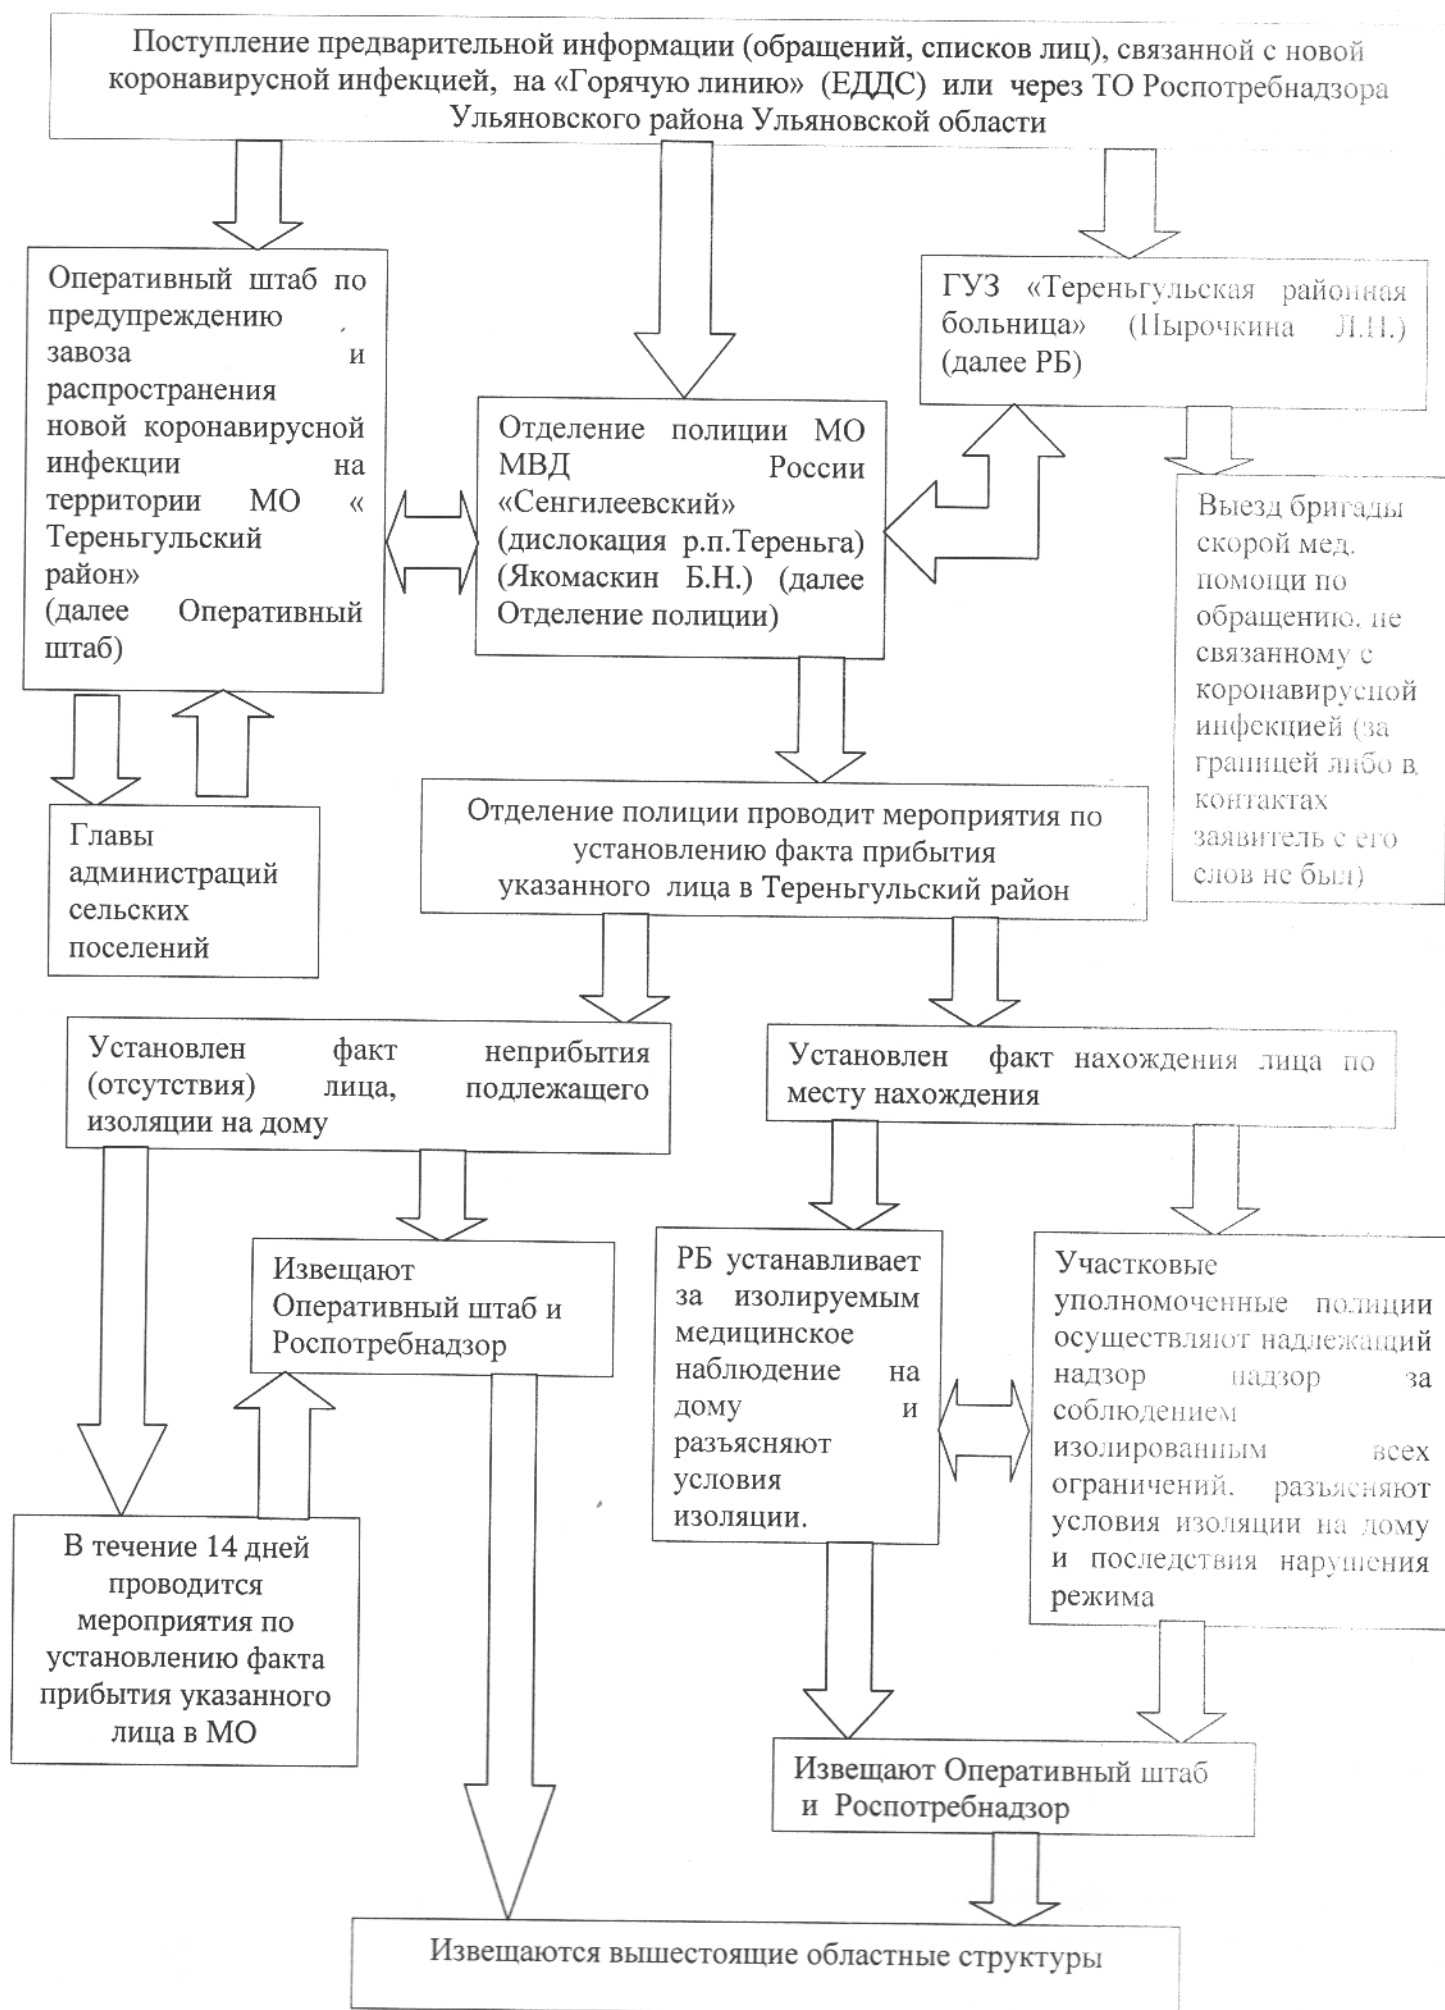 Поступление предварительной информации (обращений, списков лиц), связанной с новой
коронавирусной инфекцией, на «Горячую линию» (ЕДДС) или через ТО Роспотребнадзора
Ульяновского района Ульяновской области
Оперативный штаб по
предупреждению
завоза и
распространения
новой коронавирусной
инфекции на
территории МО «
Тереньгульский
район»
(далее Оперативный
штаб)
Отделение полиции МО
МВД России
«Сенгилеевский»
(дислокация р.п.Тереньга)
(Якомаскин Б.Н.) (далее
Отделение полиции)
ГУЗ «Тереньгульская районная
больница» (Пырочкина Л.П.)
(далее РБ)
Выезд бригады
скорой мед.
помощи по
обращению, не
связанному с
коронавирусной
инфекцией (за
границей либо в
контактах
заявитель с его
слов не был)
Главы
администраций
сельских
поселений
Отделение полиции проводит мероприятия по
установлению факта прибытия
указанного лица в Тереньгульский район
Установлен факт неприбытия
(отсутствия) лица, подлежащего
изоляции на дому
Установлен факт нахождения лица по
месту нахождения
Извещают
Оперативный штаб и
Роспотребнадзор
РБ устанавливает
за изолируемым
медицинское
наблюдение на
дому и
разъясняют
условия
изоляции.
Участковые
уполномоченные полиции
осуществляют надлежащий
надзор надзор за
соблюдением
изолированным всех
ограничений, разъясняют
условия изоляции на дому
и последствия нарушения
режима
В течение 14 дней
проводится
мероприятия по
установлению факта
прибытия указанного
лица в МО
Извещают Оперативный штаб
и Роспотребнадзор
Извещаются вышестоящие областные структуры